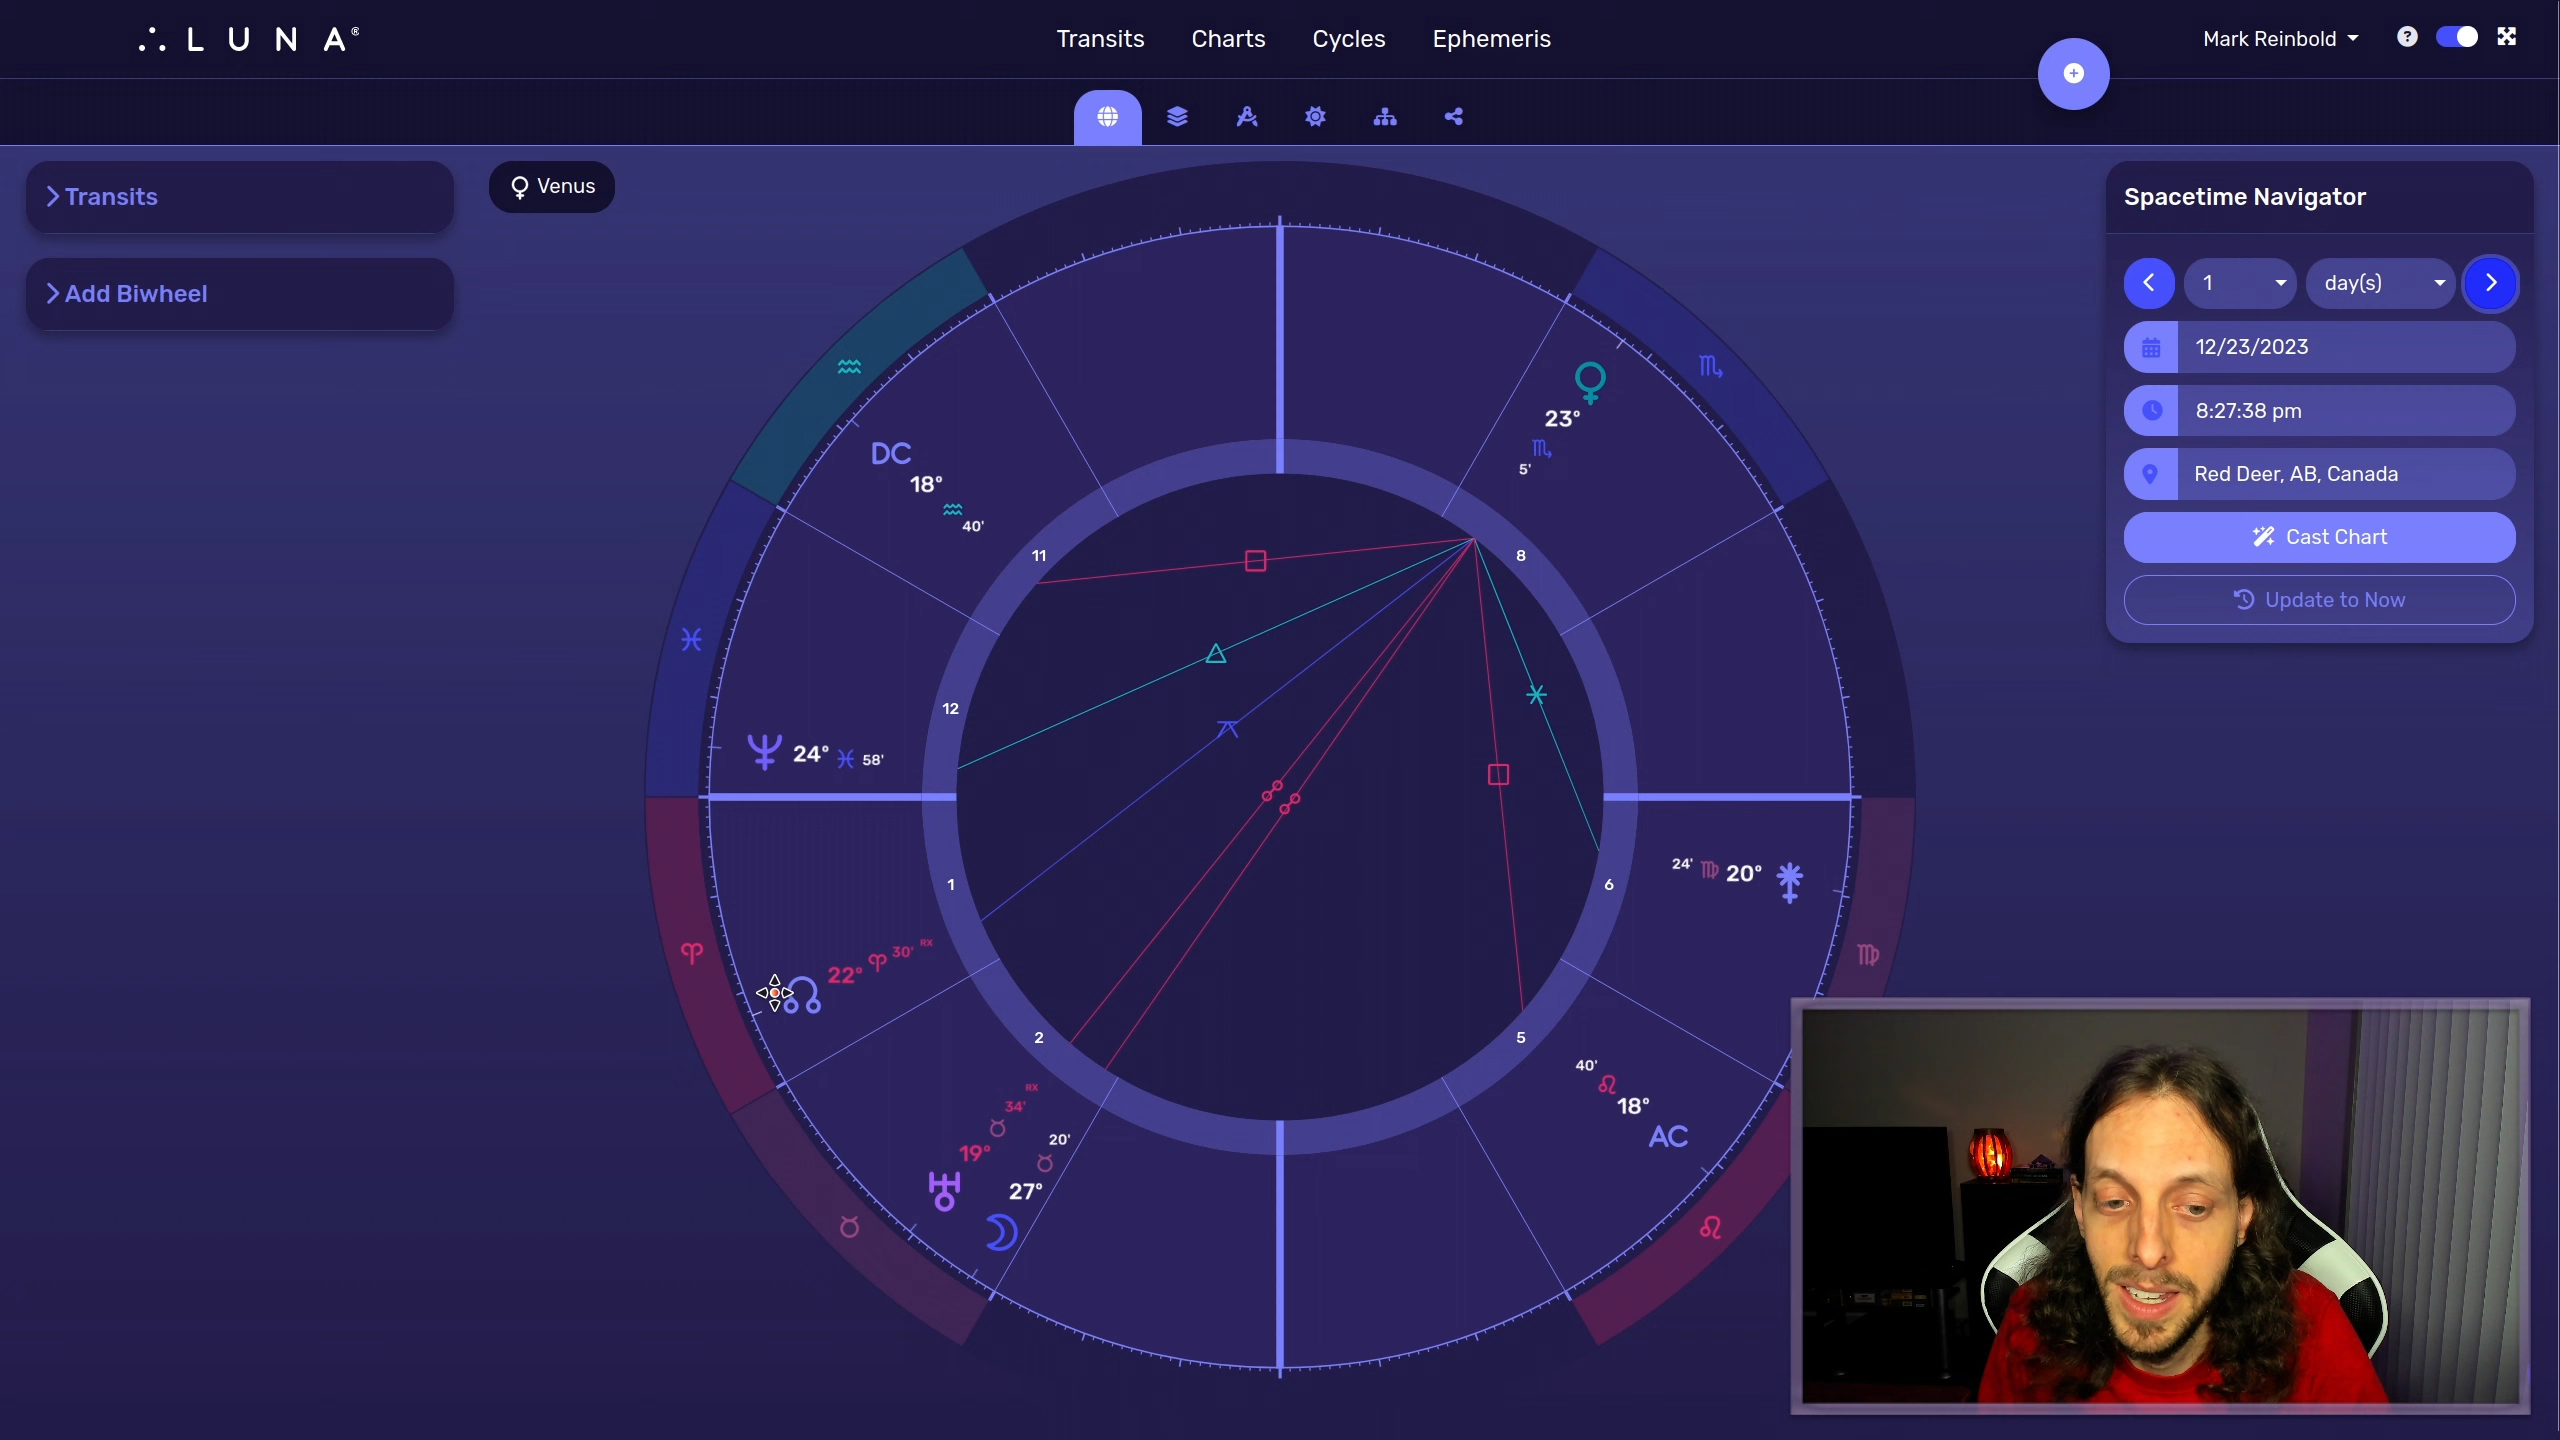 LUNA®
Transits Charts Cycles Ephemeris
Mark Reinbold
?
Transits
Add Biwheel
Venus
Spacetime Navigator
1 day(s)
12/23/2023
8:27:38 pm
Red Deer, AB, Canada
Cast Chart
Update to Now
♒
♏
♀
23°
♏
5'
DC
18°
♒
40'
11
8
♓
12
♆ 24° ♓ 58'
1
6
24' ♍ 20°
♈
☊ 22° ♈ 30' RX
♍
2
5
RX
34'
♉
19°
♅
20'
♉
27°
☽
40'
♌
18°
AC
♉
♌